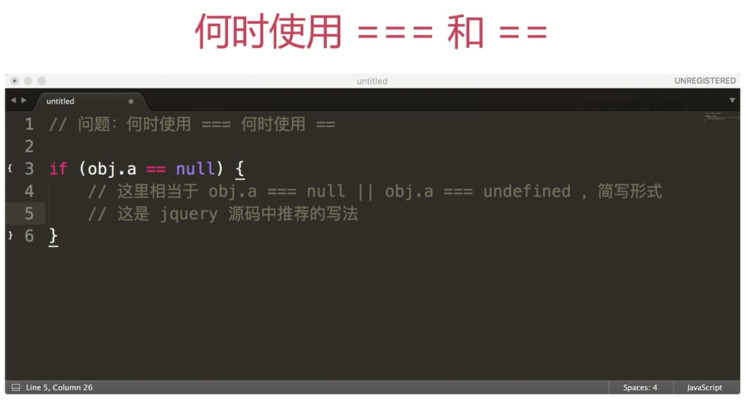 何时使用 === 和 ==
untitled
UNREGISTERED
untitled
1 // 问题：何时使用 === 何时使用 ==
2
3 if (obj.a == null) {
4 // 这里相当于 obj.a === null || obj.a === undefined ，简写形式
5 // 这是 jquery 源码中推荐的写法
6 }
Line 5, Column 26
Spaces: 4
JavaScript